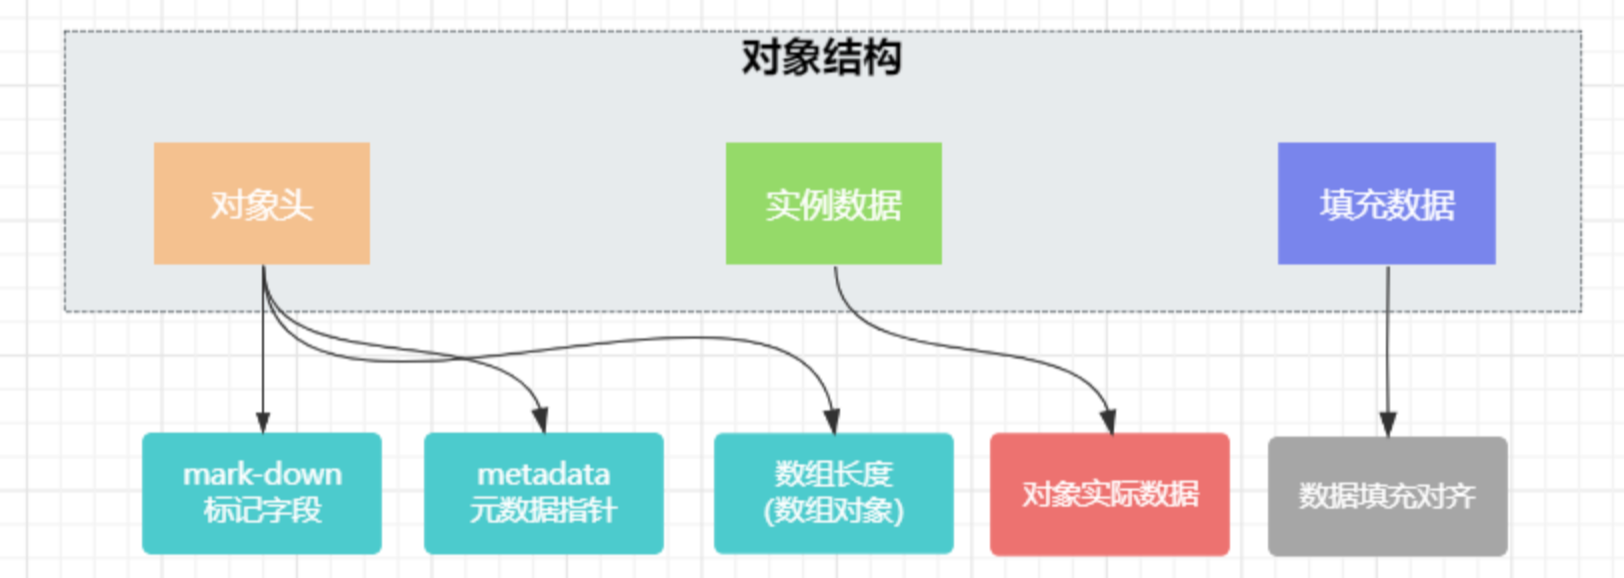 对象结构
对象头
实例数据
填充数据
mark-down
标记字段
metadata
元数据指针
数组长度
(数组对象)
对象实际数据
数据填充对齐